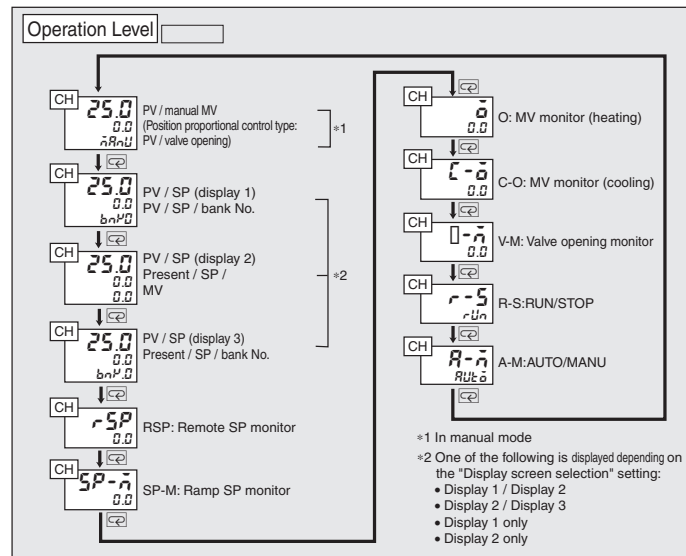 Operation Level
CH
25.0
0.0
PV / manual MV
(Position proportional control type:
PV / valve opening)
*1
CH
25.0
0.0
PV / SP (display 1)
PV / SP / bank No.
CH
25.0
0.0
0.0
PV / SP (display 2)
Present / SP /
MV
*2
CH
25.0
0.0
PV / SP (display 3)
Present / SP / bank No.
CH
rSP
0.0
RSP: Remote SP monitor
CH
SP-M
0.0
SP-M: Ramp SP monitor
CH
o
0.0
O: MV monitor (heating)
CH
C-o
0.0
C-O: MV monitor (cooling)
CH
0.0
V-M: Valve opening monitor
CH
r-S
rUn
R-S:RUN/STOP
CH
A-M
AUto
A-M:AUTO/MANU
*1 In manual mode
*2 One of the following is displayed depending on
the "Display screen selection" setting:
• Display 1 / Display 2
• Display 2 / Display 3
• Display 1 only
• Display 2 only